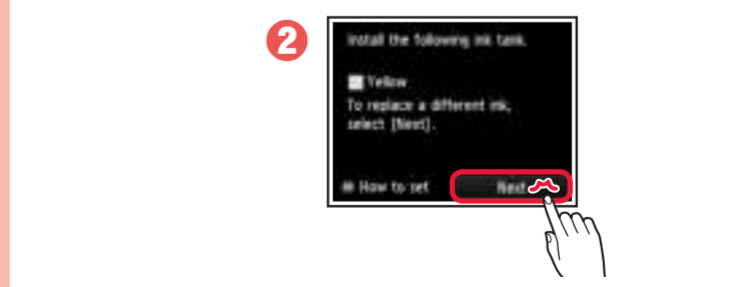 2
Install the following ink tank.
Yellow
To replace a different ink,
select [Next].
# How to set
Next